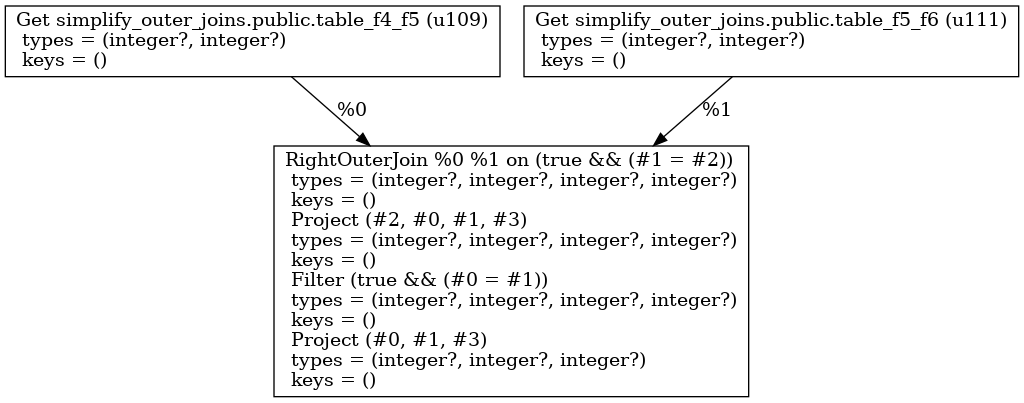 Get simplify_outer_joins.public.table_f4_f5 (u109)
types = (integer?, integer?)
keys = ()
Get simplify_outer_joins.public.table_f5_f6 (u111)
types = (integer?, integer?)
keys = ()
%0
%1
RightOuterJoin %0 %1 on (true && (#1 = #2))
types = (integer?, integer?, integer?, integer?)
keys = ()
Project (#2, #0, #1, #3)
types = (integer?, integer?, integer?, integer?)
keys = ()
Filter (true && (#0 = #1))
types = (integer?, integer?, integer?, integer?)
keys = ()
Project (#0, #1, #3)
types = (integer?, integer?, integer?)
keys = ()